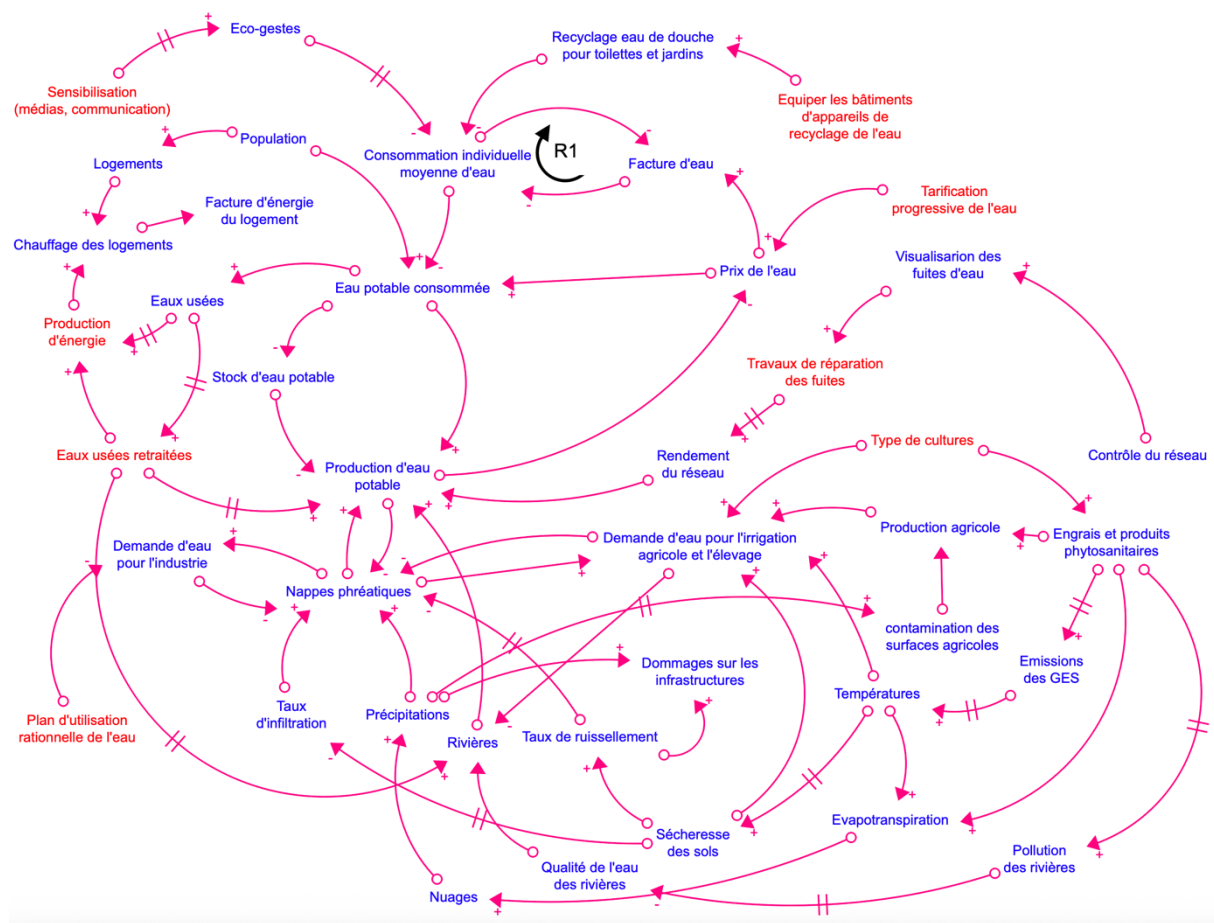 Eco-gestes
Recyclage eau de douche
pour toilettes et jardins
Sensibilisation
(médias, communication)
Equiper les bâtiments
d'appareils de
recyclage de l'eau
Population
Logements
Consommation individuelle
moyenne d'eau
R1
Facture d'eau
Facture d'énergie
du logement
Tarification
progressive de l'eau
Chauffage des logements
Visualisarion des
fuites d'eau
Prix de l'eau
Eau potable consommée
Eaux usées
Production
d'énergie
Travaux de réparation
des fuites
Stock d'eau potable
Type de cultures
Eaux usées retraitées
Rendement
du réseau
Contrôle du réseau
Production d'eau
potable
Production agricole
Engrais et produits
phytosanitaires
Demande d'eau
pour l'industrie
Demande d'eau pour l'irrigation
agricole et l'élevage
Nappes phréatiques
contamination des
surfaces agricoles
Dommages sur les
infrastructures
Emissions
des GES
Températures
Plan d'utilisation
rationnelle de l'eau
Taux
d'infiltration
Précipitations
Rivières
Taux de ruissellement
Sécheresse
des sols
Evapotranspiration
Pollution
des rivières
Qualité de l'eau
des rivières
Nuages